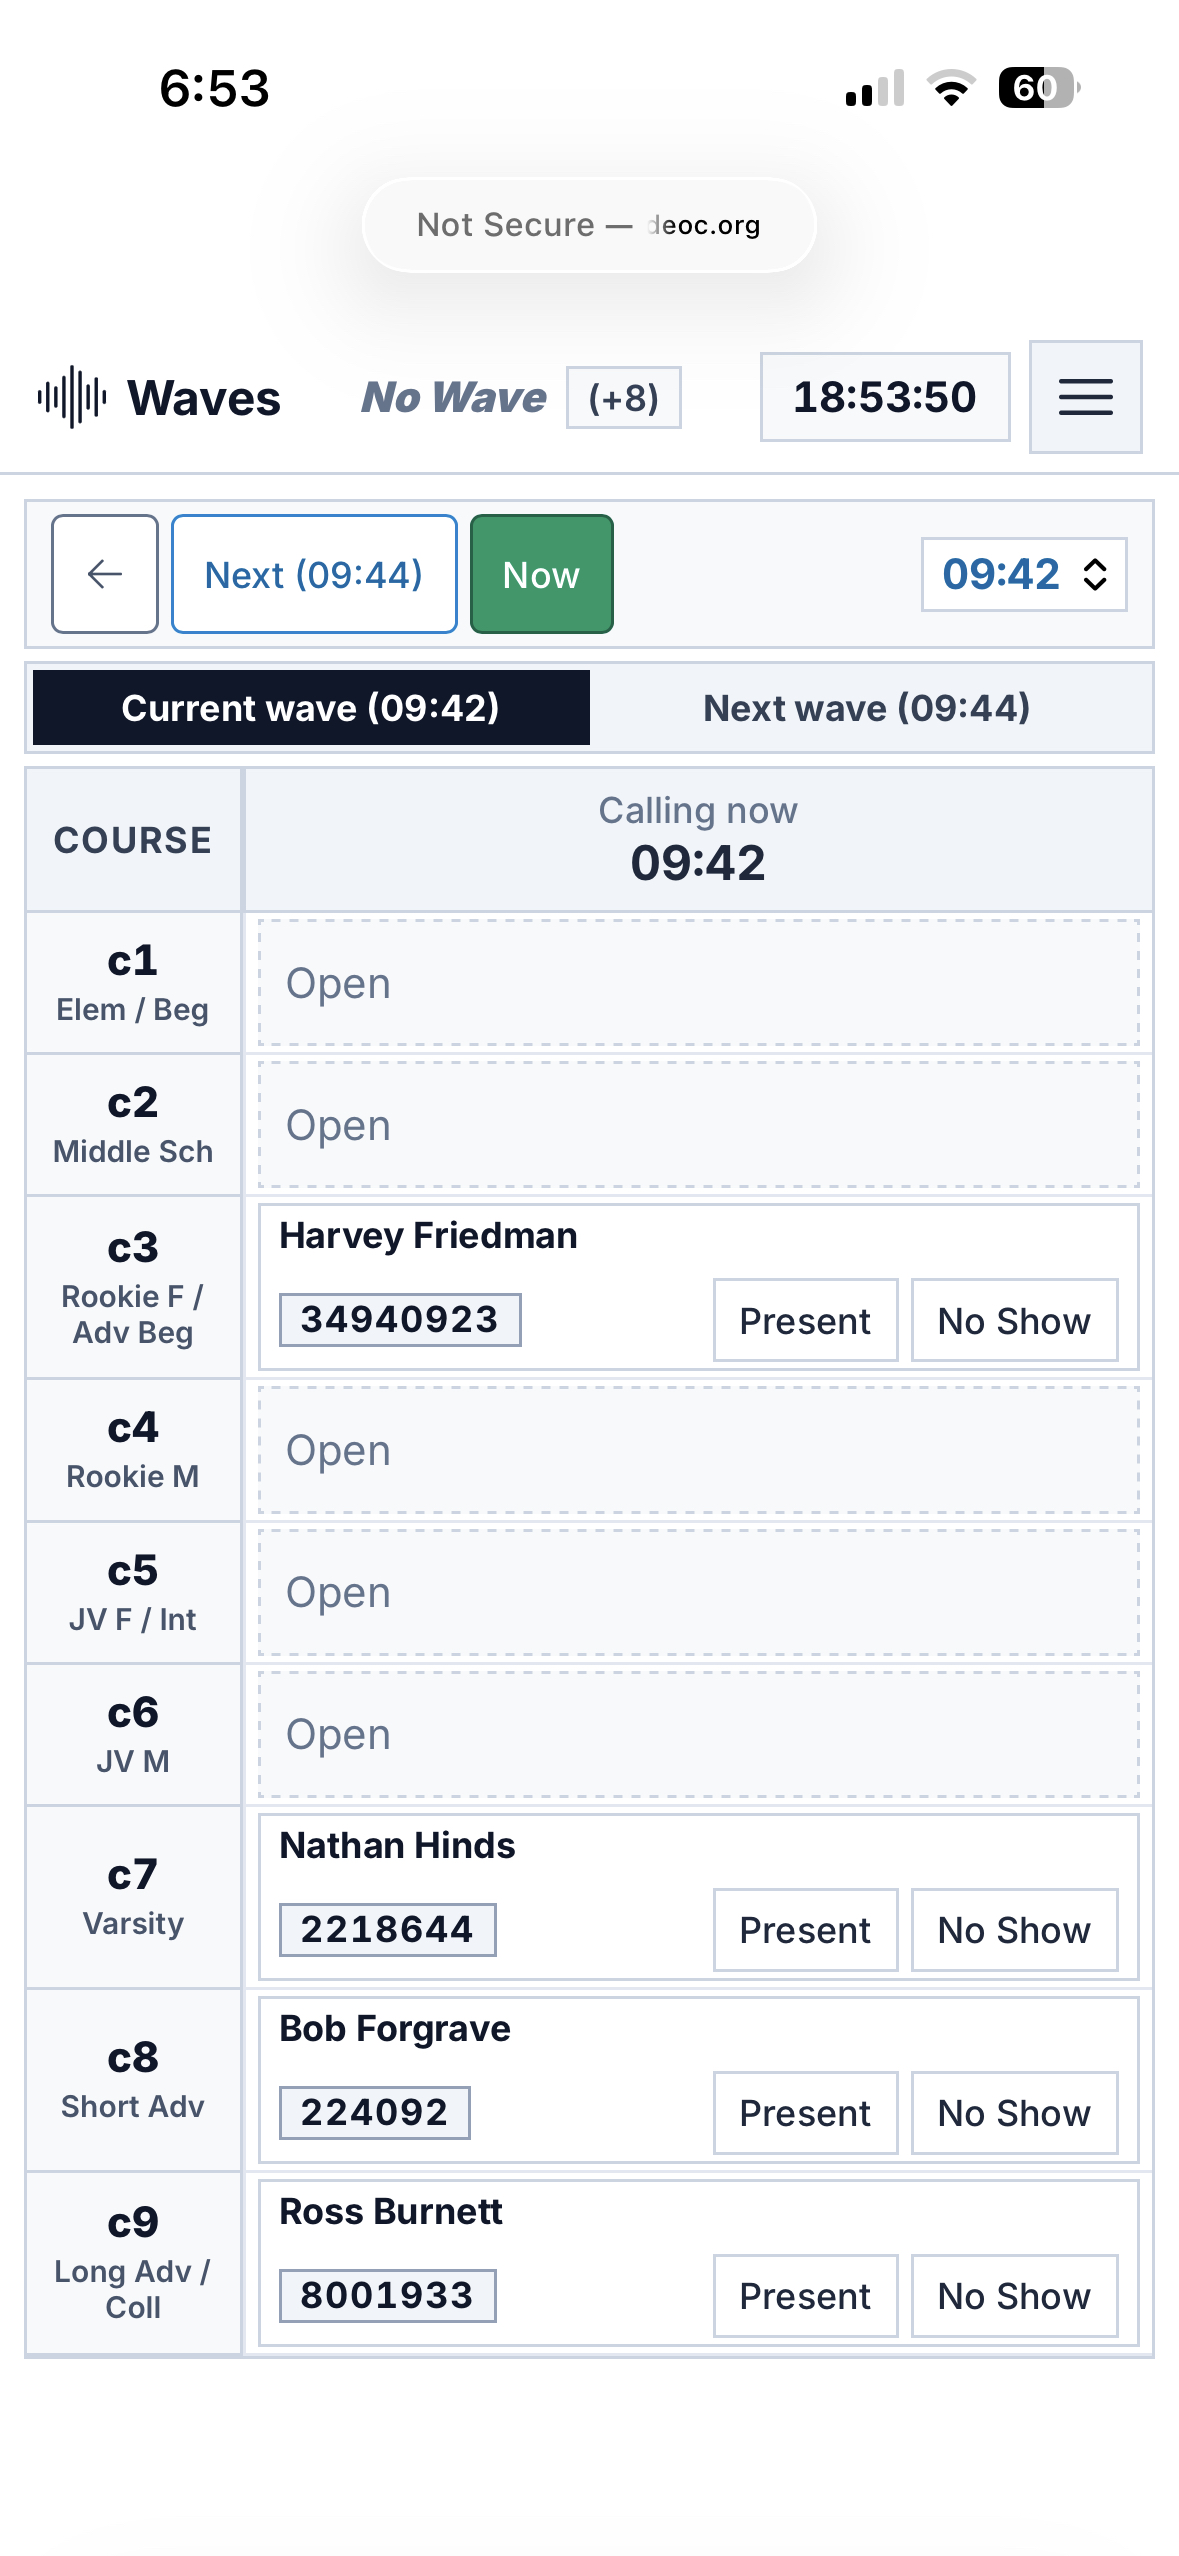 6:53
60
Not Secure — deoc.org
Waves
No Wave (+8)
18:53:50
Next (09:44)
Now
09:42
Current wave (09:42)
Next wave (09:44)
COURSE
Calling now
09:42
c1
Elem / Beg
Open
c2
Middle Sch
Open
c3
Rookie F /
Adv Beg
Harvey Friedman
34940923
Present
No Show
c4
Rookie M
Open
c5
JV F / Int
Open
c6
JV M
Open
c7
Varsity
Nathan Hinds
2218644
Present
No Show
c8
Short Adv
Bob Forgrave
224092
Present
No Show
c9
Long Adv /
Coll
Ross Burnett
8001933
Present
No Show